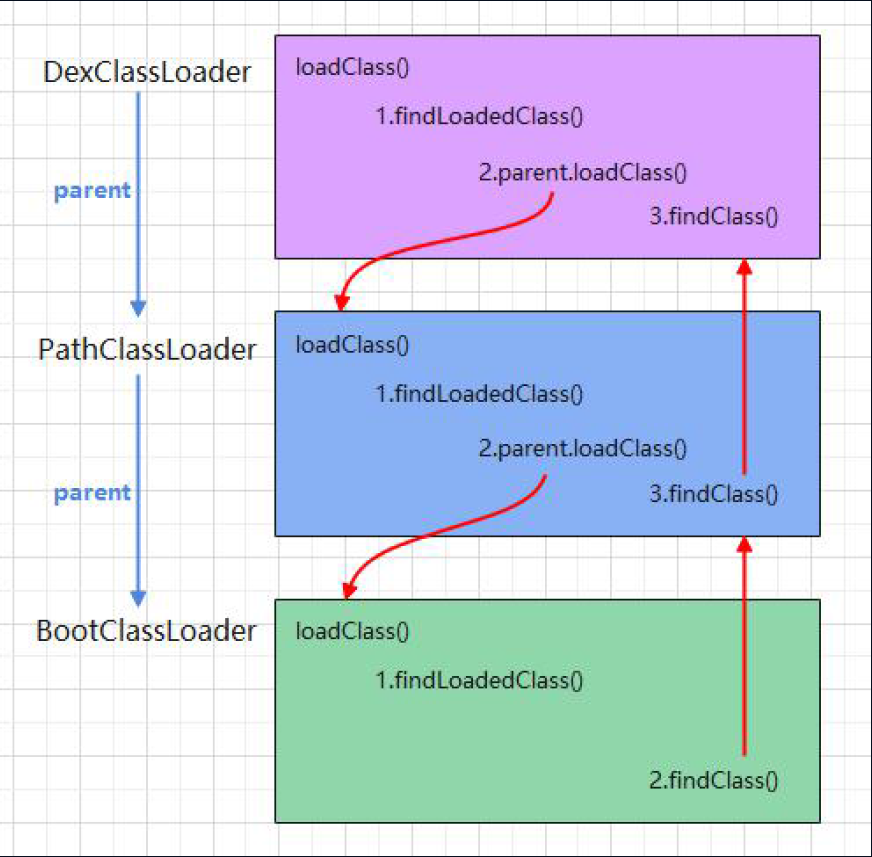 DexClassLoader
loadClass()
1.findLoadedClass()
2.parent.loadClass()
3.findClass()
parent
PathClassLoader
loadClass()
1.findLoadedClass()
2.parent.loadClass()
3.findClass()
parent
BootClassLoader
loadClass()
1.findLoadedClass()
2.findClass()